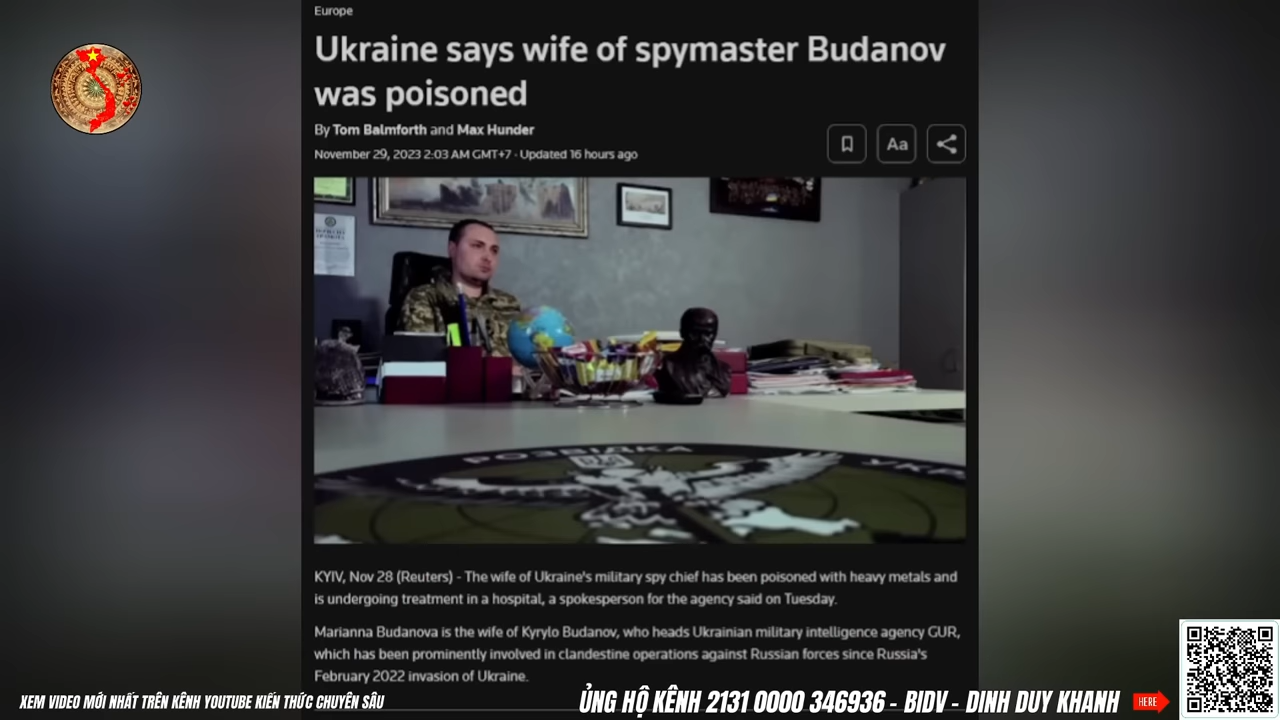 Europe
Ukraine says wife of spymaster Budanov
was poisoned
By Tom Balmforth and Max Hunder
November 29, 2023 2:03 AM GMT+7 · Updated 16 hours ago
Aa
РОЗВІДКА
УКРА
KYIV, Nov 28 (Reuters) - The wife of Ukraine's military spy chief has been poisoned with heavy metals and
is undergoing treatment in a hospital, a spokesperson for the agency said on Tuesday.
Marianna Budanova is the wife of Kyrylo Budanov, who heads Ukrainian military intelligence agency GUR,
which has been prominently involved in clandestine operations against Russian forces since Russia's
February 2022 invasion of Ukraine.
XEM VIDEO MỚI NHẤT TRÊN KÊNH YOUTUBE KIẾN THỨC CHUYÊN SÂU
ỦNG HỘ KÊNH 2131 0000 346936 - BIDV - DINH DUY KHANH
HERE